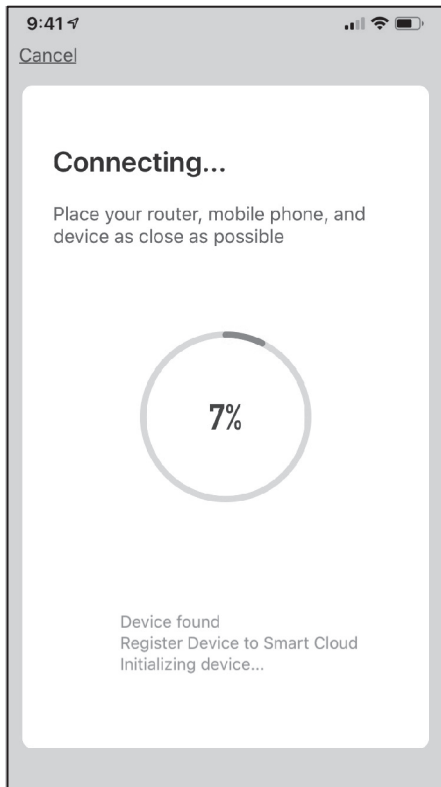 9:41
Cancel
Connecting...
Place your router, mobile phone, and
device as close as possible
7%
Device found
Register Device to Smart Cloud
Initializing device...